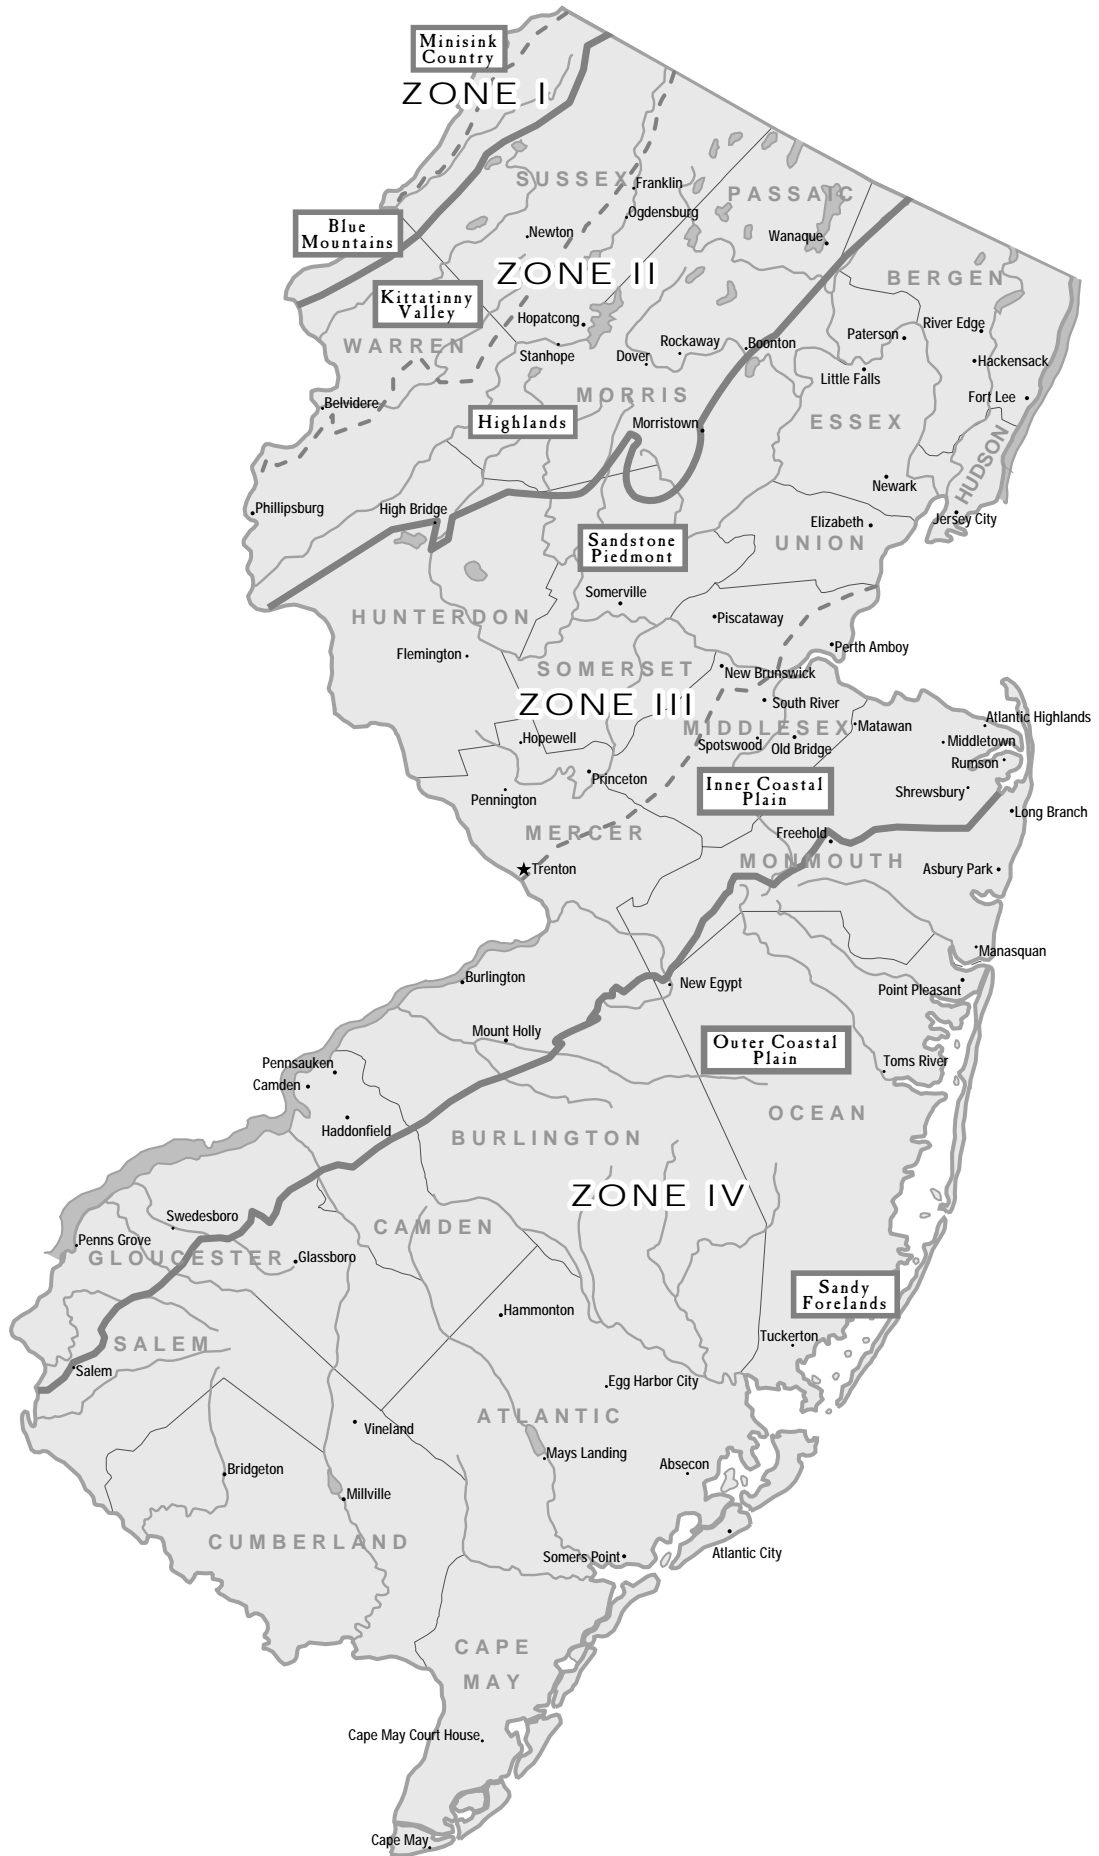 Minisink
Country
ZONE I
SUSSEX
Franklin
PASSAIC
Ogdensburg
Blue
Mountains
Newton
Wanaque
ZONE II
BERGEN
Kittatinny
Valley
Hopatcong
River Edge
Paternson
WARREN
Stanhope
Dover
Rockaway
Boonton
Hackensack
Little Falls
MORRIS
Fort Lee
Belvidere
Highlands
Morristown
ESSEX
HUDSON
Newark
Phillipsburg
High Bridge
Elizabeth
Jersey City
Sandstone
Piedmont
UNION
Somerville
HUNTERDON
Piscataway
Flemington
Perth Amboy
SOMERSET
New Brunswick
ZONE III
South River
MIDDLESEX
Matawan
Atlantic Highlands
Hopewell
Spotswood
Old Bridge
Middletown
Rumson
Princeton
Inner Coastal
Plain
Pennington
Shrewsbury
Long Branch
MERCER
Freehold
MONMOUTH
Trenton
Asbury Park
Manasquan
Burlington
New Egypt
Point Pleasant
Mount Holly
Outer Coastal
Plain
Pennsauken
Toms River
Camden
OCEAN
Haddonfield
BURLINGTON
ZONE IV
Swedesboro
CAMDEN
Penns Grove
GLOUCESTER
Glassboro
Sandy
Forelands
Hammonton
SALEM
Tuckerton
Salem
Egg Harbor City
ATLANTIC
Vineland
Mays Landing
Absecon
Bridgeton
Millville
CUMBERLAND
Somers Point
Atlantic City
CAPE
MAY
Cape May Court House
Cape May